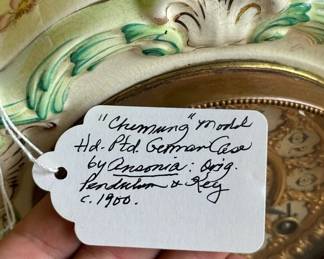 "Chemung" Model
Hd. Ptd. German Case
by Ansonia: Orig.
Pendulum & Key
c. 1900.